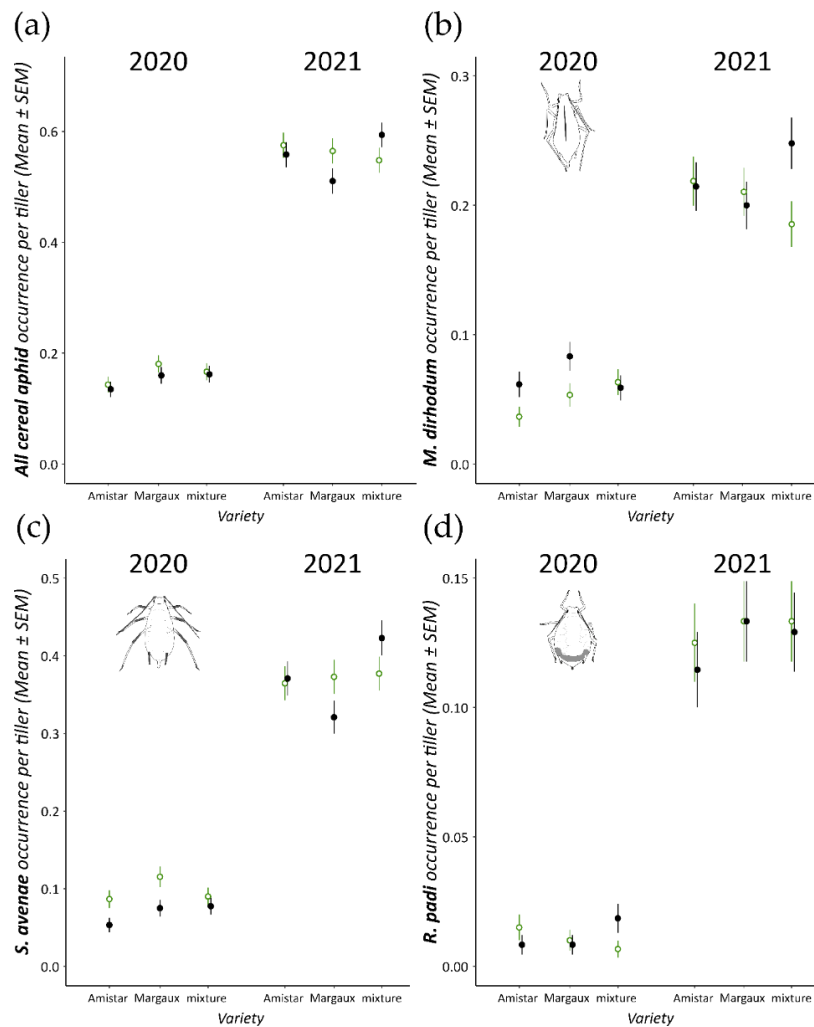 (a)
2020 2021
All cereal aphid occurrence per tiller (Mean ± SEM)
0.6
0.4
0.2
0.0
Amistar Margaux mixture Amistar Margaux mixture
Variety
(b)
2020 2021
M. dirhodum occurrence per tiller (Mean ± SEM)
0.3
0.2
0.1
0.0
Amistar Margaux mixture Amistar Margaux mixture
Variety
(c)
2020 2021
S. avenae occurrence per tiller (Mean ± SEM)
0.5
0.4
0.3
0.2
0.1
0.0
Amistar Margaux mixture Amistar Margaux mixture
Variety
(d)
2020 2021
R. padi occurrence per tiller (Mean ± SEM)
0.15
0.10
0.05
0.00
Amistar Margaux mixture Amistar Margaux mixture
Variety